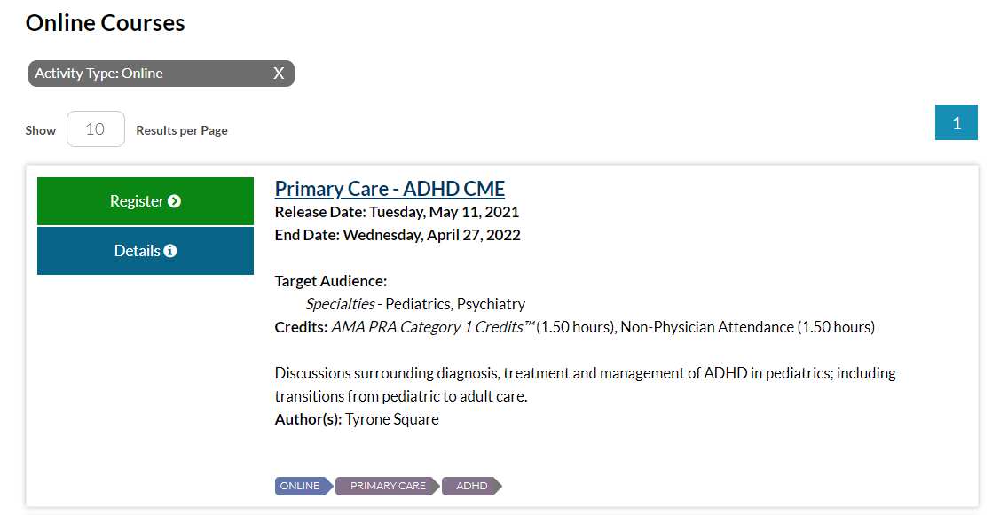 Online Courses
Activity Type: Online X
Show 10 Results per Page
1
Register
Details
Primary Care - ADHD CME
Release Date: Tuesday, May 11, 2021
End Date: Wednesday, April 27, 2022
Target Audience:
Specialties - Pediatrics, Psychiatry
Credits: AMA PRA Category 1 Credits™ (1.50 hours), Non-Physician Attendance (1.50 hours)
Discussions surrounding diagnosis, treatment and management of ADHD in pediatrics; including
transitions from pediatric to adult care.
Author(s): Tyrone Square
ONLINE PRIMARY CARE ADHD